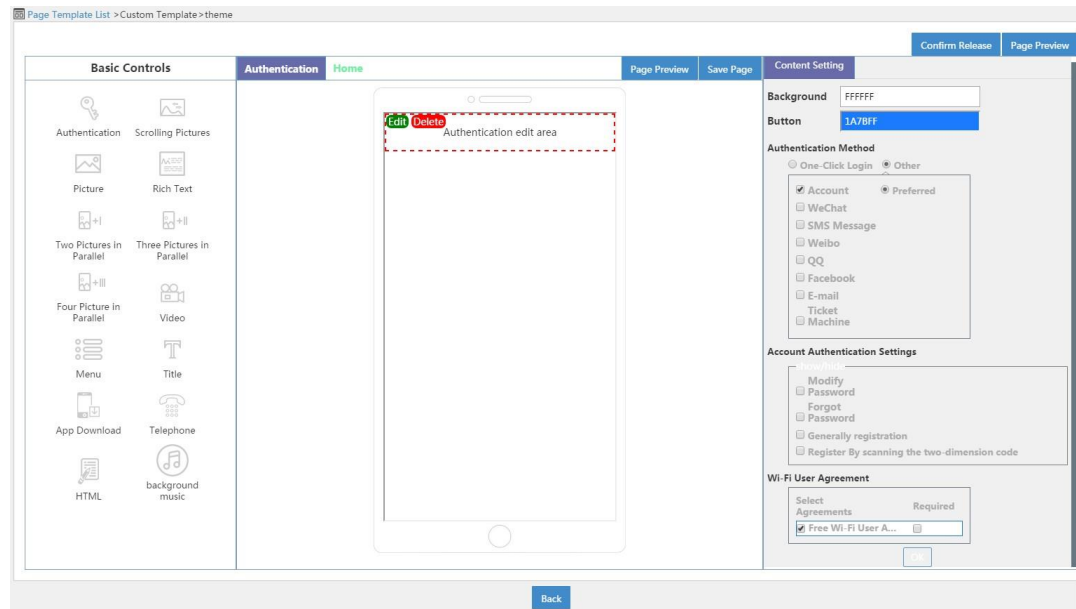 Page Template List >Custom Template>theme
Confirm Release
Page Preview
Basic Controls
Authentication
Scrolling Pictures
Picture
Rich Text
Two Pictures in
Parallel
Three Pictures in
Parallel
Four Picture in
Parallel
Video
Menu
Title
App Download
Telephone
HTML
background
music
Authentication
Home
Page Preview
Save Page
Edit
Delete
Authentication edit area
Content Setting
Background
FFFFFF
Button
1A7BFF
Authentication Method
One-Click Login
Other
Account
Preferred
WeChat
SMS Message
Weibo
QQ
Facebook
E-mail
Ticket
Machine
Account Authentication Settings
show/hide
Modify
Password
Forgot
Password
Generally registration
Register By scanning the two-dimension code
Wi-Fi User Agreement
Select
Agreements
Required
Free Wi-Fi User A...
OK
Back